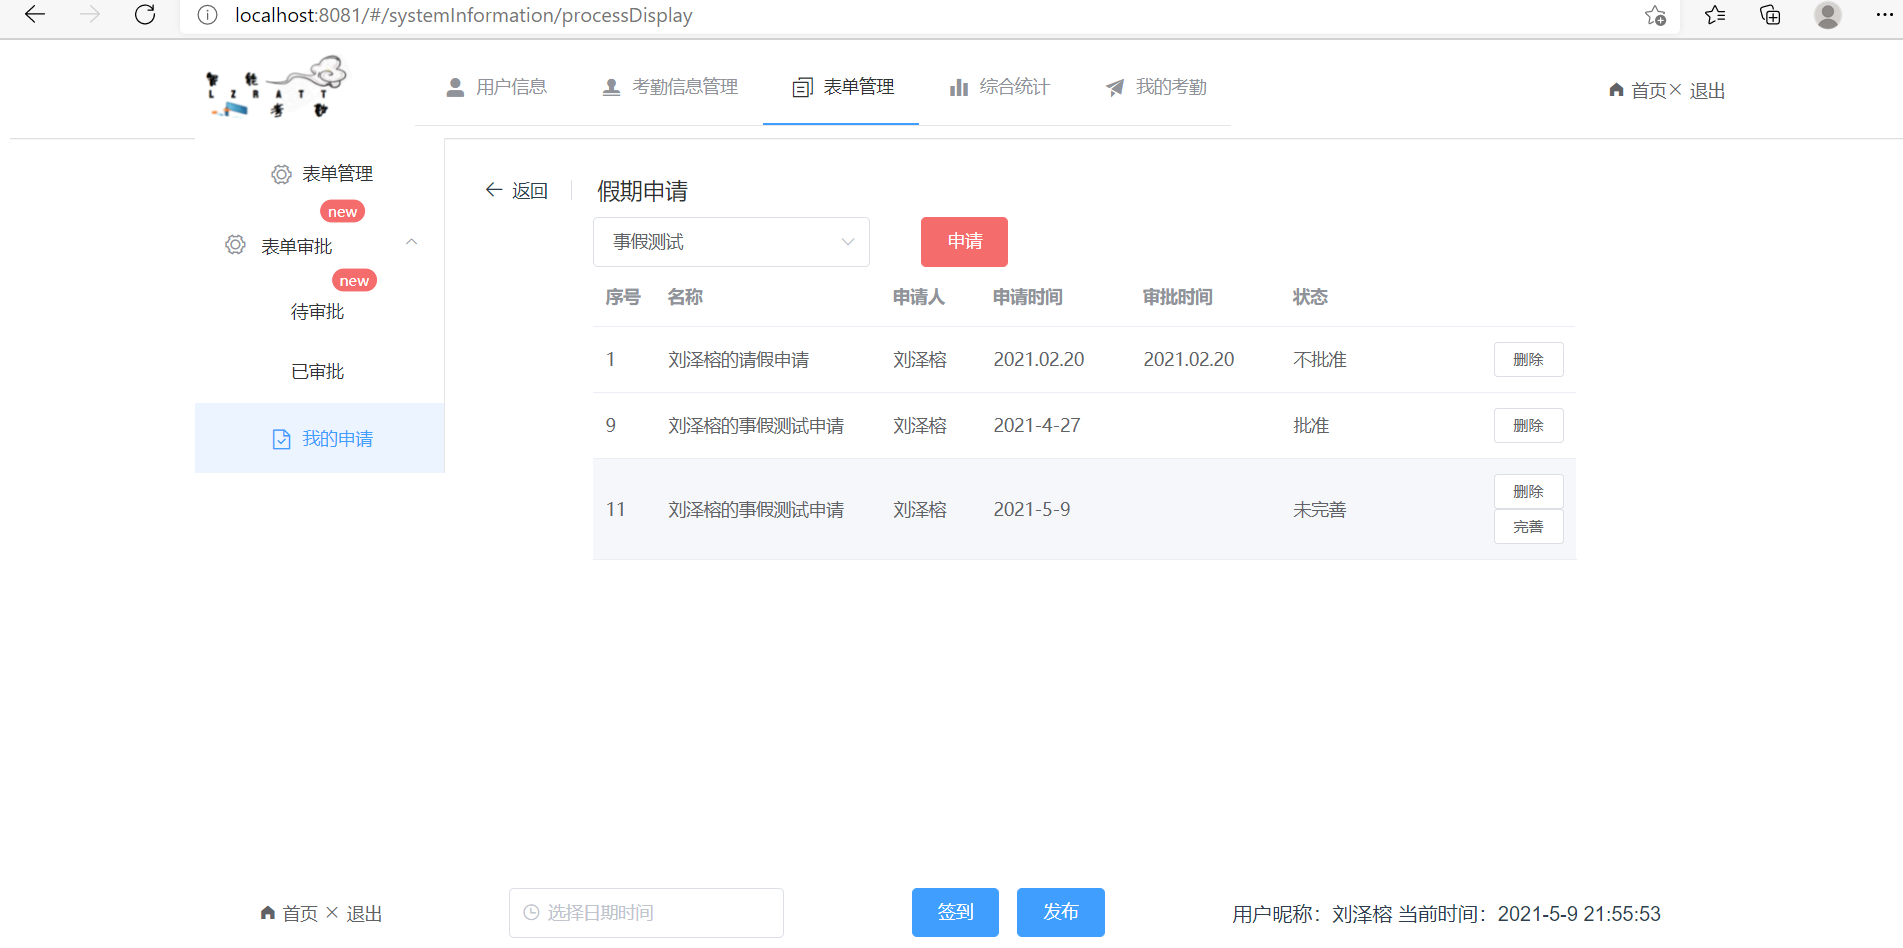 localhost:8081/#/systemInformation/processDisplay
L Z R A T T
用户信息 考勤信息管理 表单管理 综合统计 我的考勤
首页 退出
表单管理
new
表单审批
new
待审批
已审批
我的申请
返回 假期申请
事假测试 申请
序号 名称 申请人 申请时间 审批时间 状态
1 刘泽榕的请假申请 刘泽榕 2021.02.20 2021.02.20 不批准 删除
9 刘泽榕的事假测试申请 刘泽榕 2021-4-27 批准 删除
11 刘泽榕的事假测试申请 刘泽榕 2021-5-9 未完善 删除
完善
首页 退出 选择日期时间 签到 发布 用户昵称：刘泽榕 当前时间：2021-5-9 21:55:53